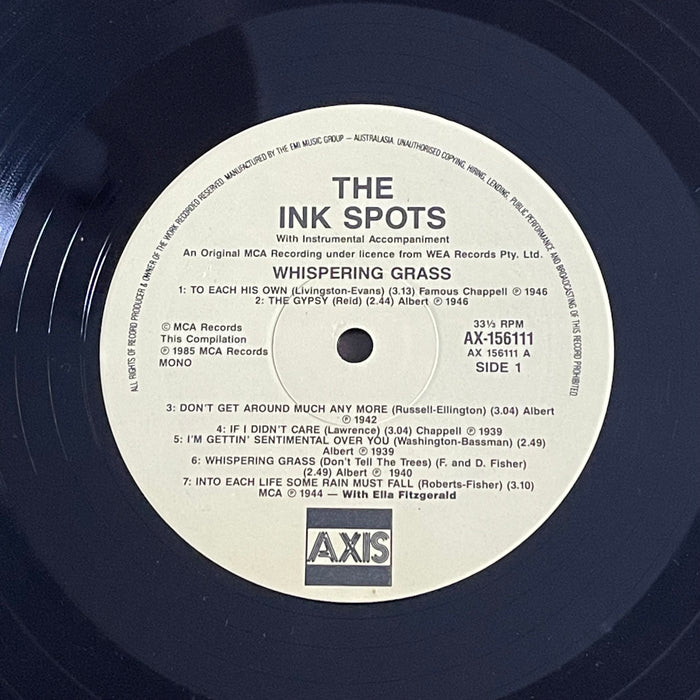 ALL RIGHTS OF RECORD PRODUCER & OWNER OF THE WORK RECORDED RESERVED. MANUFACTURED BY THE EMI MUSIC GROUP — AUSTRALASIA. UNAUTHORISED COPYING, HIRING, LENDING, PUBLIC PERFORMANCE AND BROADCASTING OF THIS RECORD PROHIBITED
THE
INK SPOTS
With Instrumental Accompaniment
An Original MCA Recording under licence from WEA Records Pty. Ltd.
WHISPERING GRASS
1: TO EACH HIS OWN (Livingston-Evans) (3.13) Famous Chappell ℗ 1946
2: THE GYPSY (Reid) (2.44) Albert ℗ 1946
© MCA Records
This Compilation
℗ 1985 MCA Records
MONO
33⅓ RPM
AX-156111
AX 156111 A
SIDE 1
3: DON'T GET AROUND MUCH ANY MORE (Russell-Ellington) (3.04) Albert
℗ 1942
4: IF I DIDN'T CARE (Lawrence) (3.04) Chappell ℗ 1939
5: I'M GETTIN' SENTIMENTAL OVER YOU (Washington-Bassman) (2.49)
Albert ℗ 1939
6: WHISPERING GRASS (Don't Tell The Trees) (F. and D. Fisher)
(2.49) Albert ℗ 1940
7: INTO EACH LIFE SOME RAIN MUST FALL (Roberts-Fisher) (3.10)
MCA ℗ 1944 — With Ella Fitzgerald
AXIS